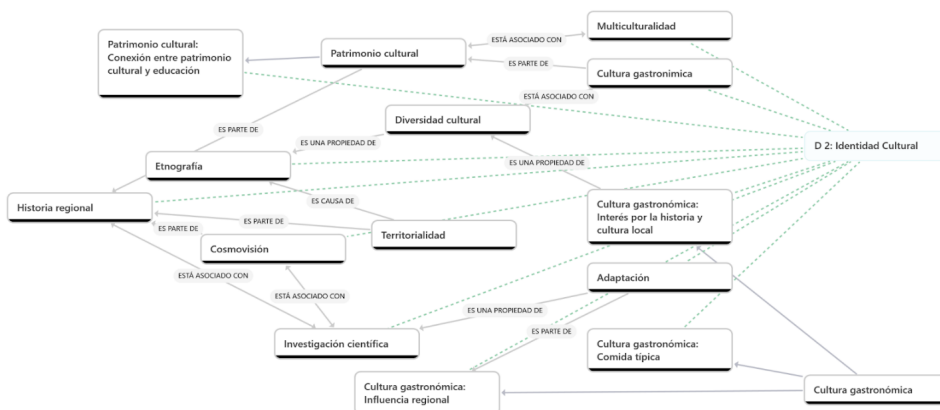 Multiculturalidad
Patrimonio cultural:
Conexión entre patrimonio
cultural y educación
Patrimonio cultural
ESTÁ ASOCIADO CON
ES PARTE DE
Cultura gastronimica
ESTÁ ASOCIADO CON
Diversidad cultural
ES PARTE DE
ES UNA PROPIEDAD DE
D 2: Identidad Cultural
Etnografía
ES UNA PROPIEDAD DE
Historia regional
ES CAUSA DE
Cultura gastronómica:
Interés por la historia y
cultura local
ES PARTE DE
ES PARTE DE
Territorialidad
Cosmovisión
ESTÁ ASOCIADO CON
Adaptación
ESTÁ ASOCIADO CON
ES UNA PROPIEDAD DE
ES PARTE DE
Investigación científica
Cultura gastronómica:
Comida típica
Cultura gastronómica:
Influencia regional
Cultura gastronómica